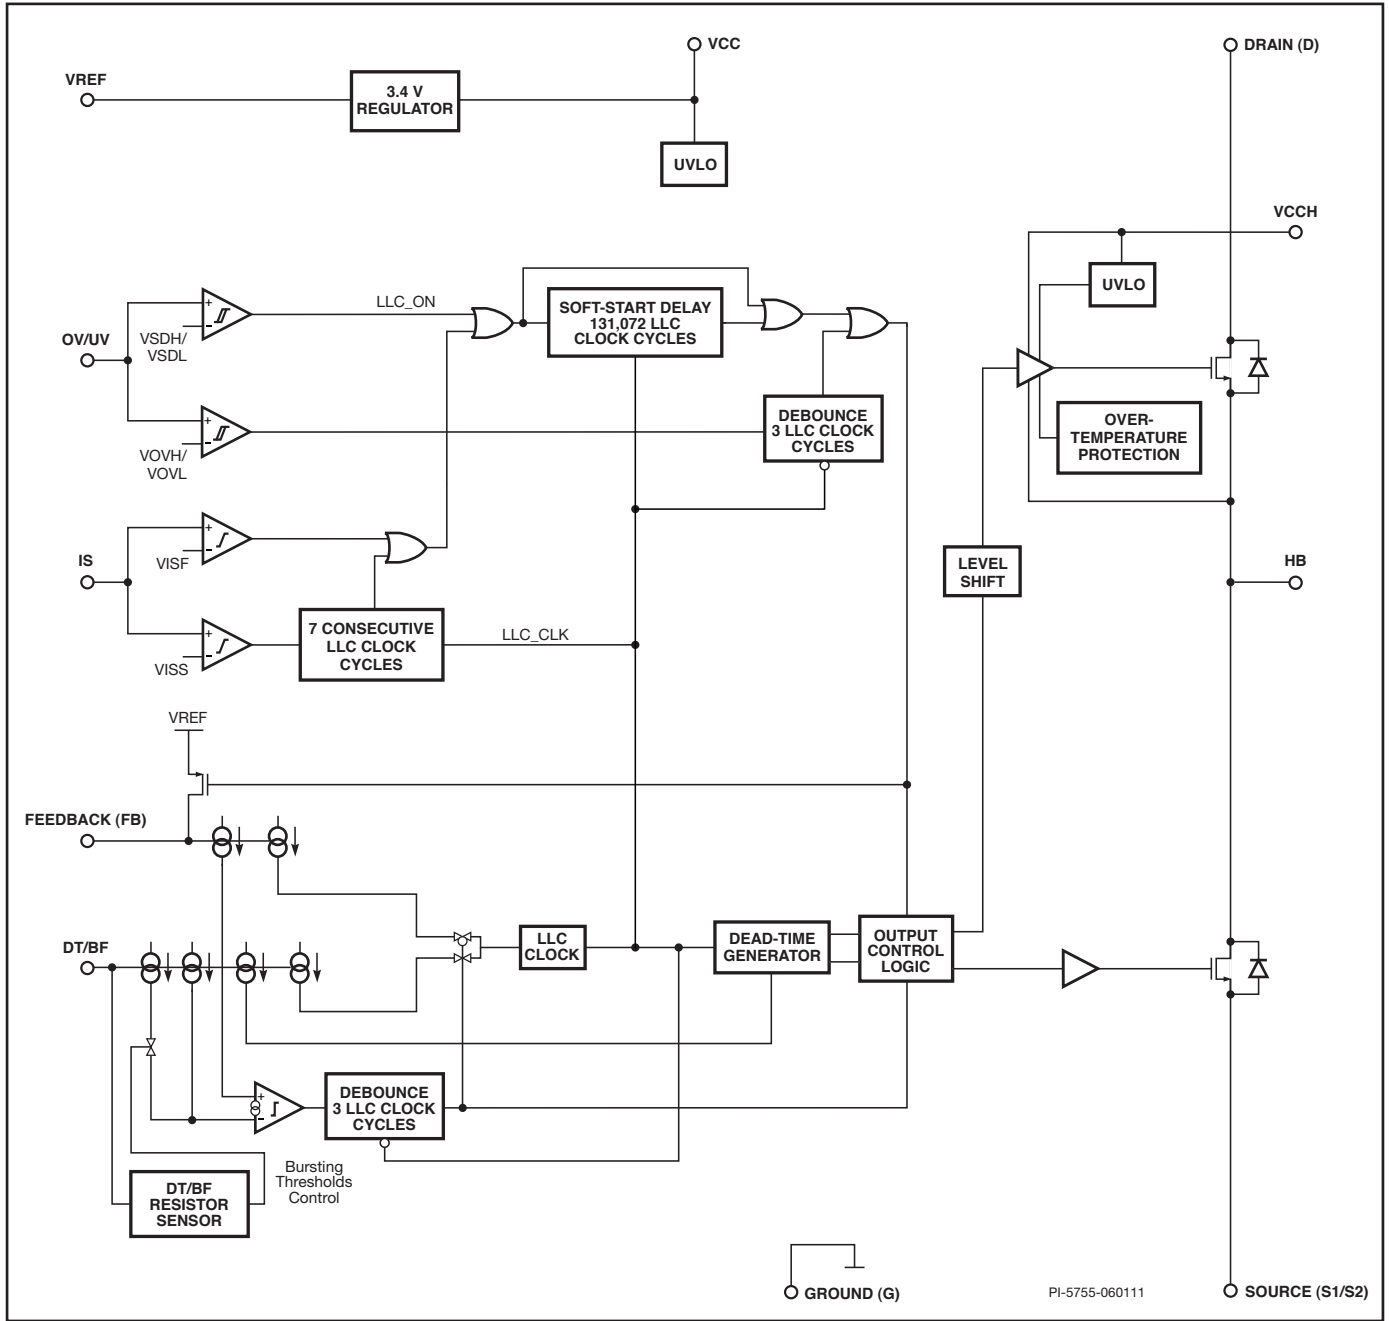 VCC
DRAIN (D)
VREF
3.4 V
REGULATOR
UVLO
VCCH
UVLO
LLC_ON
SOFT-START DELAY
131,072 LLC
CLOCK CYCLES
+
-
VSDH/
VSDL
OV/UV
DEBOUNCE
3 LLC CLOCK
CYCLES
OVER-
TEMPERATURE
PROTECTION
+
-
VOVH/
VOVL
+
-
VISF
IS
LEVEL
SHIFT
HB
7 CONSECUTIVE
LLC CLOCK
CYCLES
LLC_CLK
+
-
VISS
VREF
FEEDBACK (FB)
DT/BF
LLC
CLOCK
DEAD-TIME
GENERATOR
OUTPUT
CONTROL
LOGIC
+
-
DEBOUNCE
3 LLC CLOCK
CYCLES
Bursting
Thresholds
Control
DT/BF
RESISTOR
SENSOR
GROUND (G)
PI-5755-060111
SOURCE (S1/S2)